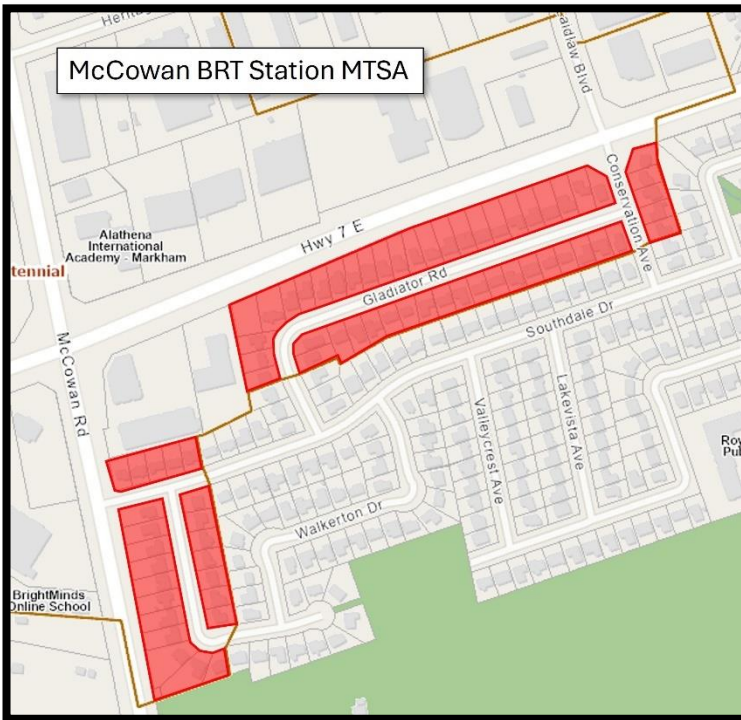 McCowan BRT Station MTSA
Heritag
aidlaw Blvd
Conservation Ave
Hwy 7 E
Alathena
International
Academy - Markham
tennial
Gladiator Rd
Southdale Dr
McCowan Rd
Valleycrest Ave
Lakevista Ave
Roy
Pub
Walkerton Dr
BrightMinds
Online School